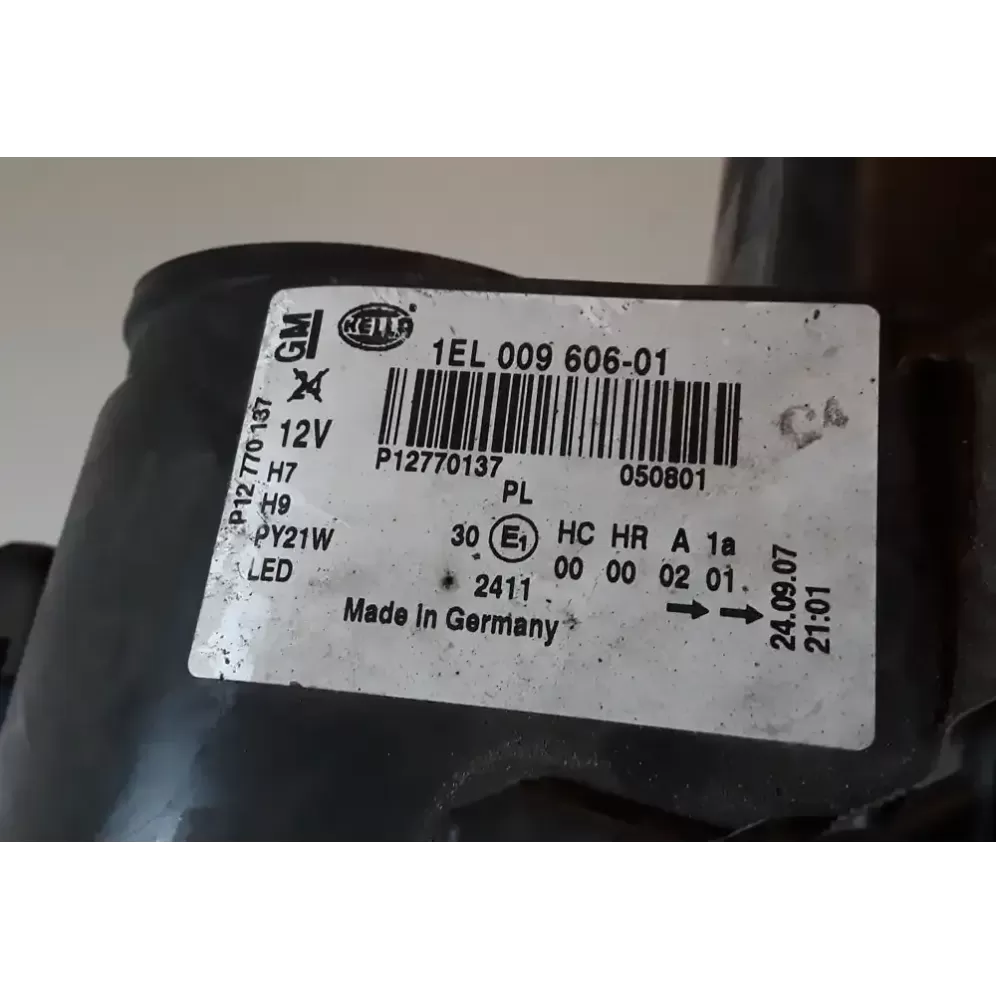 GM
HELLA
1EL 009 606-01
24
P12 770 137
12V
P12770137 050801
H7
H9
PY21W
LED
PL
30 E1 HC HR A 1a
2411 00 00 02 01
Made in Germany
24.09.07
21:01